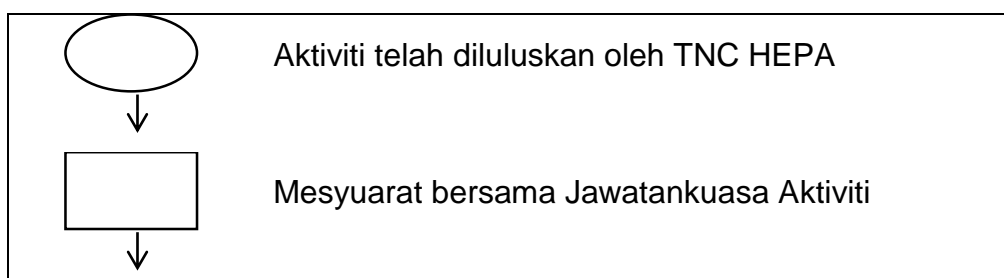 Aktiviti telah diluluskan oleh TNC HEPA
Mesyuarat bersama Jawatankuasa Aktiviti